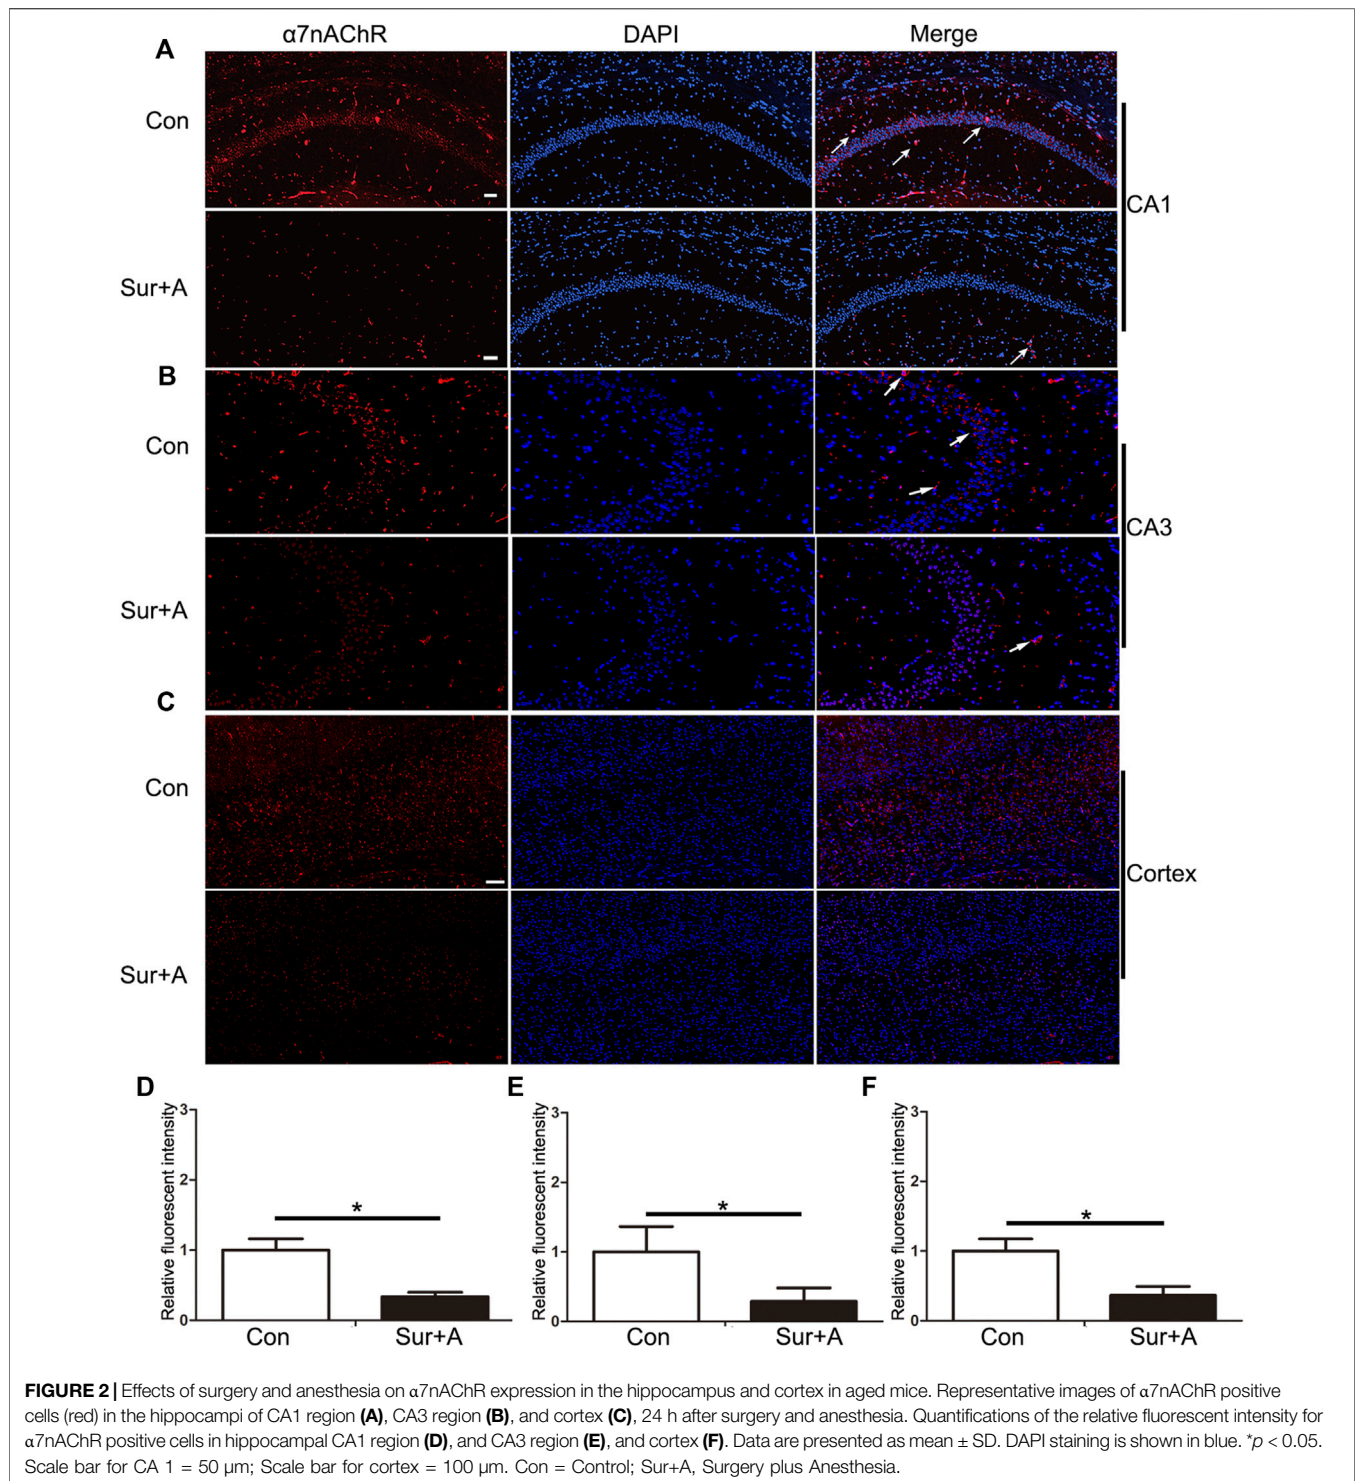 α7nAChR DAPI Merge
A
Con
CA1
Sur+A
B
Con
CA3
Sur+A
C
Con
Cortex
Sur+A
D E F
Relative fluorescent intensity
3
2
1
0
*
Con Sur+A
Relative fluorescent intensity
3
2
1
0
*
Con Sur+A
Relative fluorescent intensity
3
2
1
0
*
Con Sur+A
FIGURE 2 | Effects of surgery and anesthesia on α7nAChR expression in the hippocampus and cortex in aged mice. Representative images of α7nAChR positive
cells (red) in the hippocampi of CA1 region (A), CA3 region (B), and cortex (C), 24 h after surgery and anesthesia. Quantifications of the relative fluorescent intensity for
α7nAChR positive cells in hippocampal CA1 region (D), and CA3 region (E), and cortex (F). Data are presented as mean ± SD. DAPI staining is shown in blue. *p < 0.05.
Scale bar for CA 1 = 50 μm; Scale bar for cortex = 100 μm. Con = Control; Sur+A, Surgery plus Anesthesia.